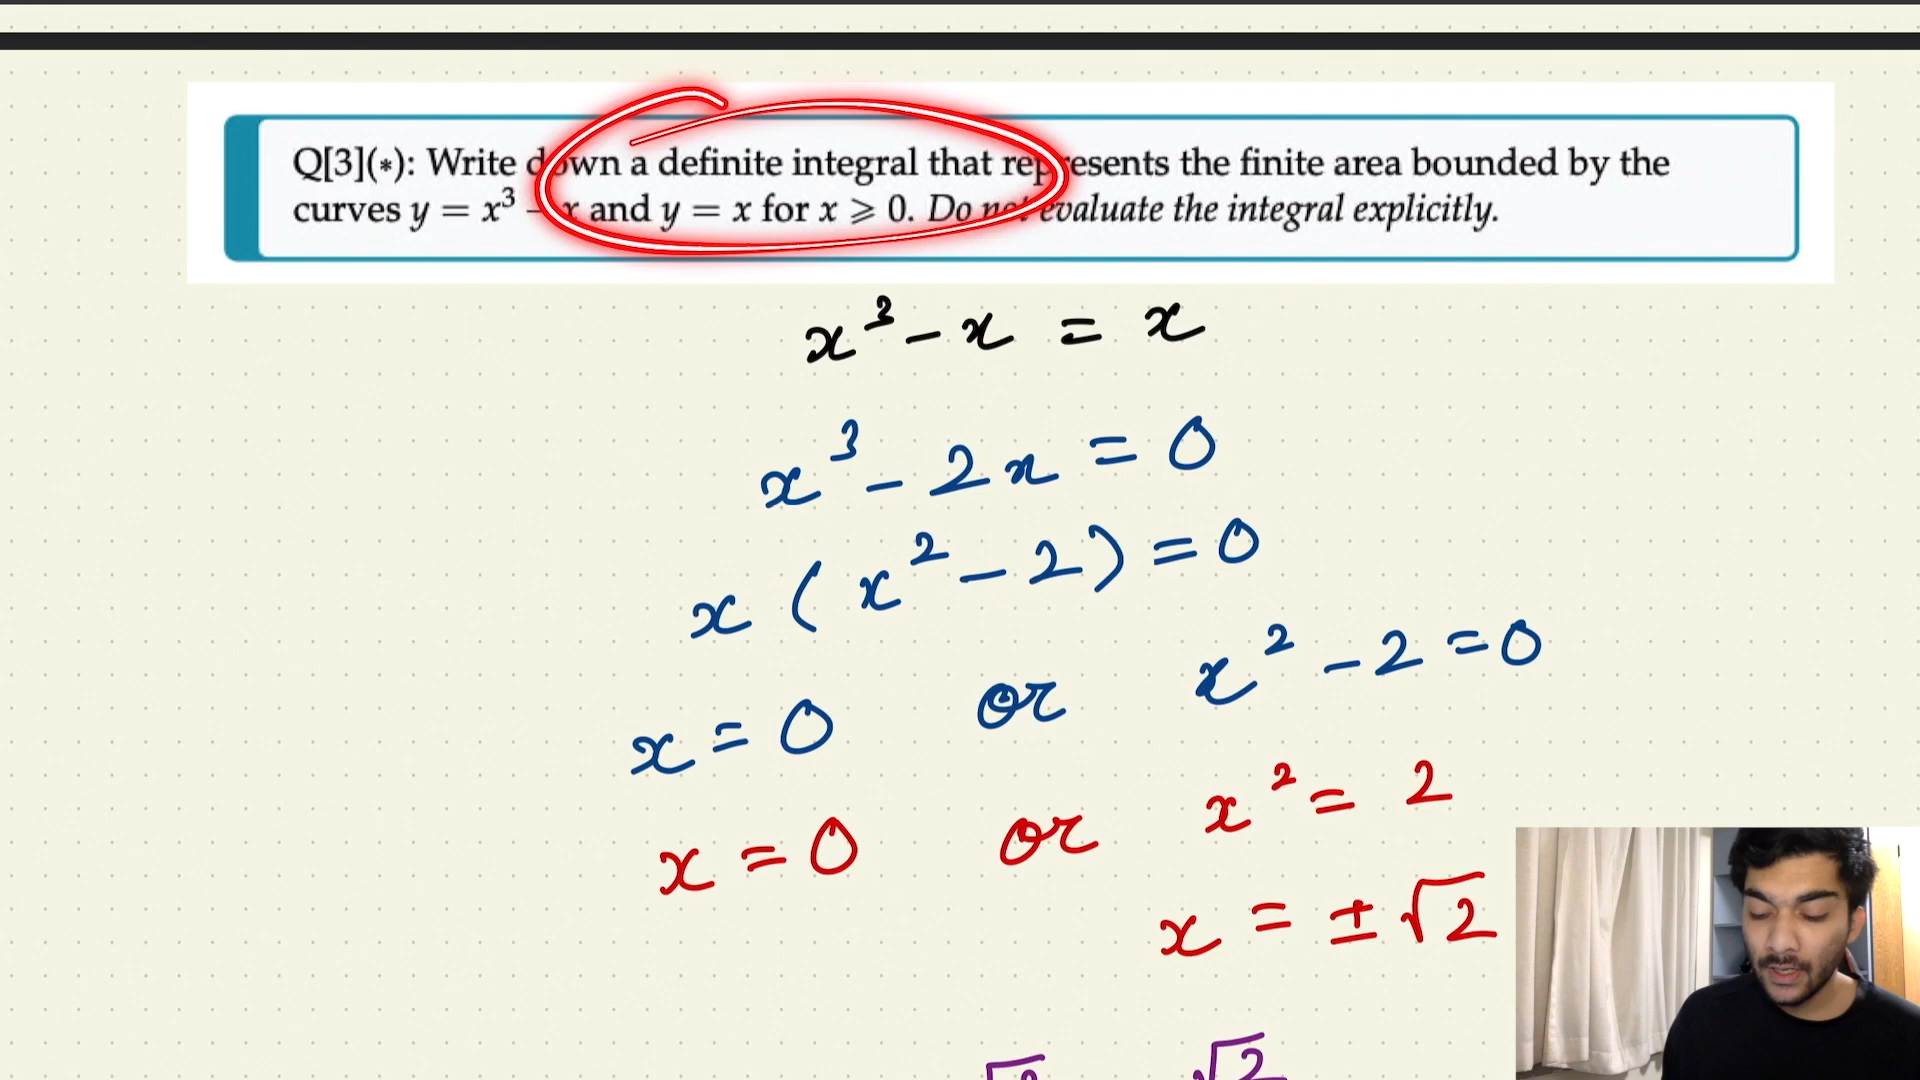 Q[3](*): Write down a definite integral that represents the finite area bounded by the
curves y = x³ − x and y = x for x ⩾ 0. Do not evaluate the integral explicitly.
x³ − x = x
x³ − 2x = 0
x (x² − 2) = 0
x = 0 or x² − 2 = 0
x = 0 or x² = 2
x = ± √2
√2